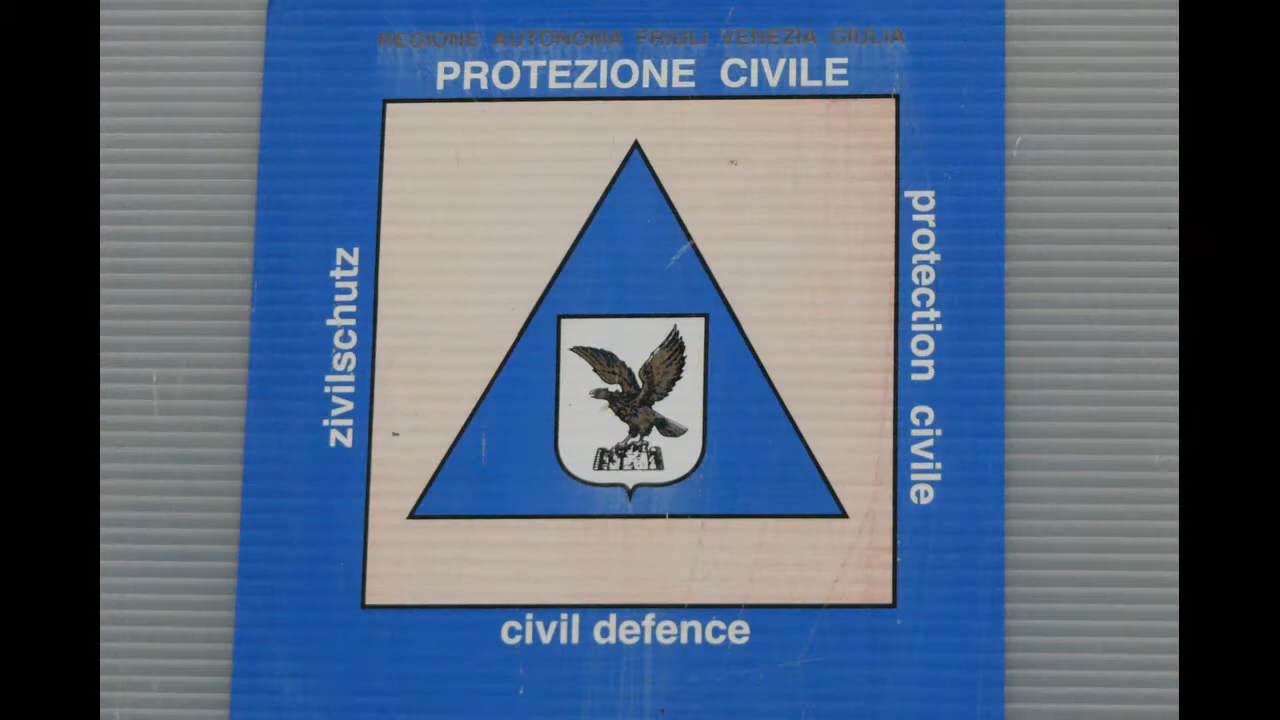 REGIONE AUTONOMA FRIULI VENEZIA GIULIA
PROTEZIONE CIVILE
zivilschutz
protection civile
civil defence